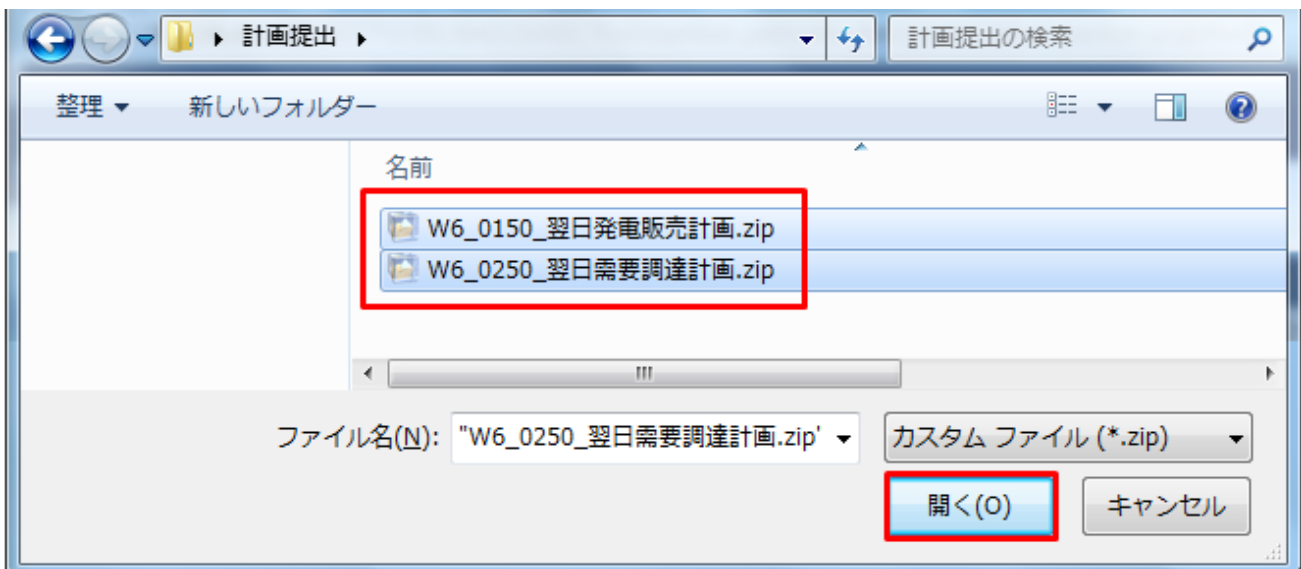 計画提出
計画提出の検索
整理 新しいフォルダー
名前
W6_0150_翌日発電販売計画.zip
W6_0250_翌日需要調達計画.zip
ファイル名(N): "W6_0250_翌日需要調達計画.zip' カスタム ファイル (*.zip)
開く(O) キャンセル